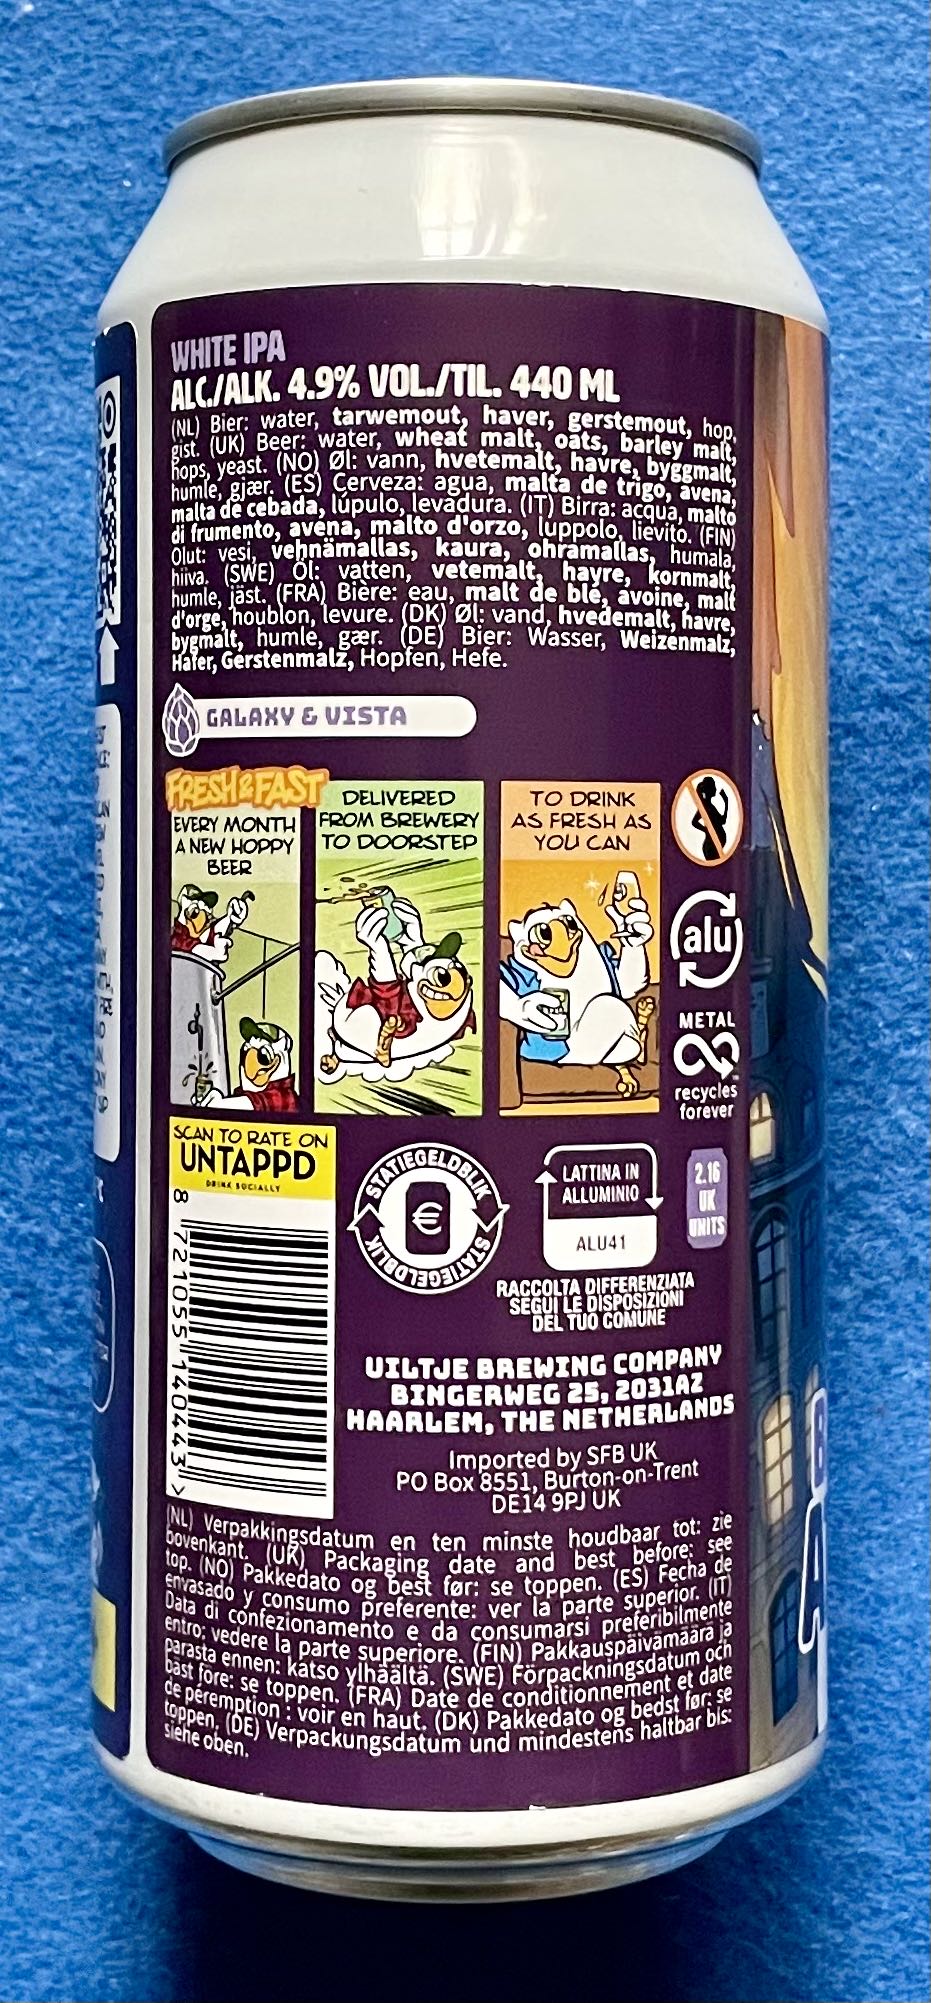 WHITE IPA
ALC./ALK. 4.9% VOL./TIL. 440 ML
(NL) Bier: water, tarwemout, haver, gerstemout, hop,
gist. (UK) Beer: water, wheat malt, oats, barley malt,
hops, yeast. (NO) Øl: vann, hvetemalt, havre, byggmalt,
humle, gjær. (ES) Cerveza: agua, malta de trigo, avena,
malta de cebada, lúpulo, levadura. (IT) Birra: acqua, malto
di frumento, avena, malto d'orzo, luppolo, lievito. (FIN)
Olut: vesi, vehnämallas, kaura, ohramallas, humala,
hiiva. (SWE) Öl: vatten, vetemalt, havre, kornmalt,
humle, jäst. (FRA) Bière: eau, malt de blé, avoine, malt
d'orge, houblon, levure. (DK) Øl: vand, hvedemalt, havre,
bygmalt, humle, gær. (DE) Bier: Wasser, Weizenmalz,
Hafer, Gerstenmalz, Hopfen, Hefe.
GALAXY & VISTA
FRESH & FAST
EVERY MONTH
A NEW HOPPY
BEER
DELIVERED
FROM BREWERY
TO DOORSTEP
TO DRINK
AS FRESH AS
YOU CAN
alu
METAL
recycles
forever
SCAN TO RATE ON
UNTAPPD
DRINK SOCIALLY
8 721055 140443 >
STATIEGELDBLIK
€
STATIEGELDBLIK
LATTINA IN
ALLUMINIO
ALU41
RACCOLTA DIFFERENZIATA
SEGUI LE DISPOSIZIONI
DEL TUO COMUNE
2.16
UK
UNITS
UILTJE BREWING COMPANY
BINGERWEG 25, 2031AZ
HAARLEM, THE NETHERLANDS
Imported by SFB UK
PO Box 8551, Burton-on-Trent
DE14 9PJ UK
(NL) Verpakkingsdatum en ten minste houdbaar tot: zie
bovenkant. (UK) Packaging date and best before: see
top. (NO) Pakkedato og best før: se toppen. (ES) Fecha de
envasado y consumo preferente: ver la parte superior. (IT)
Data di confezionamento e da consumarsi preferibilmente
entro: vedere la parte superiore. (FIN) Pakkauspäivämäärä ja
parasta ennen: katso ylhäältä. (SWE) Förpackningsdatum och
bäst före: se toppen. (FRA) Date de conditionnement et date
de péremption : voir en haut. (DK) Pakkedato og bedst før: se
toppen. (DE) Verpackungsdatum und mindestens haltbar bis:
siehe oben.